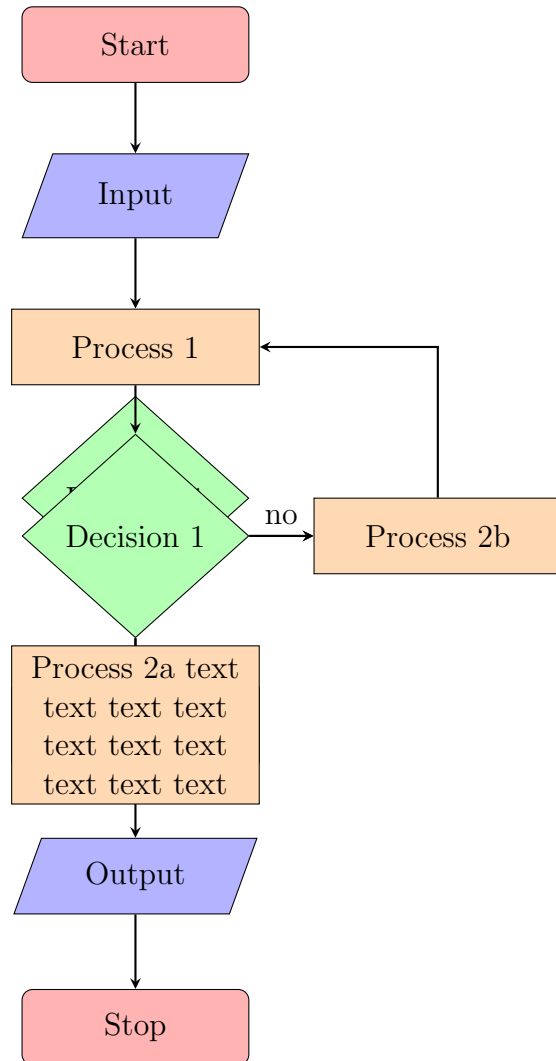 Start
Input
Process 1
Decision 1
no
Process 2b
Process 2a text
text text text
text text text
text text text
Output
Stop